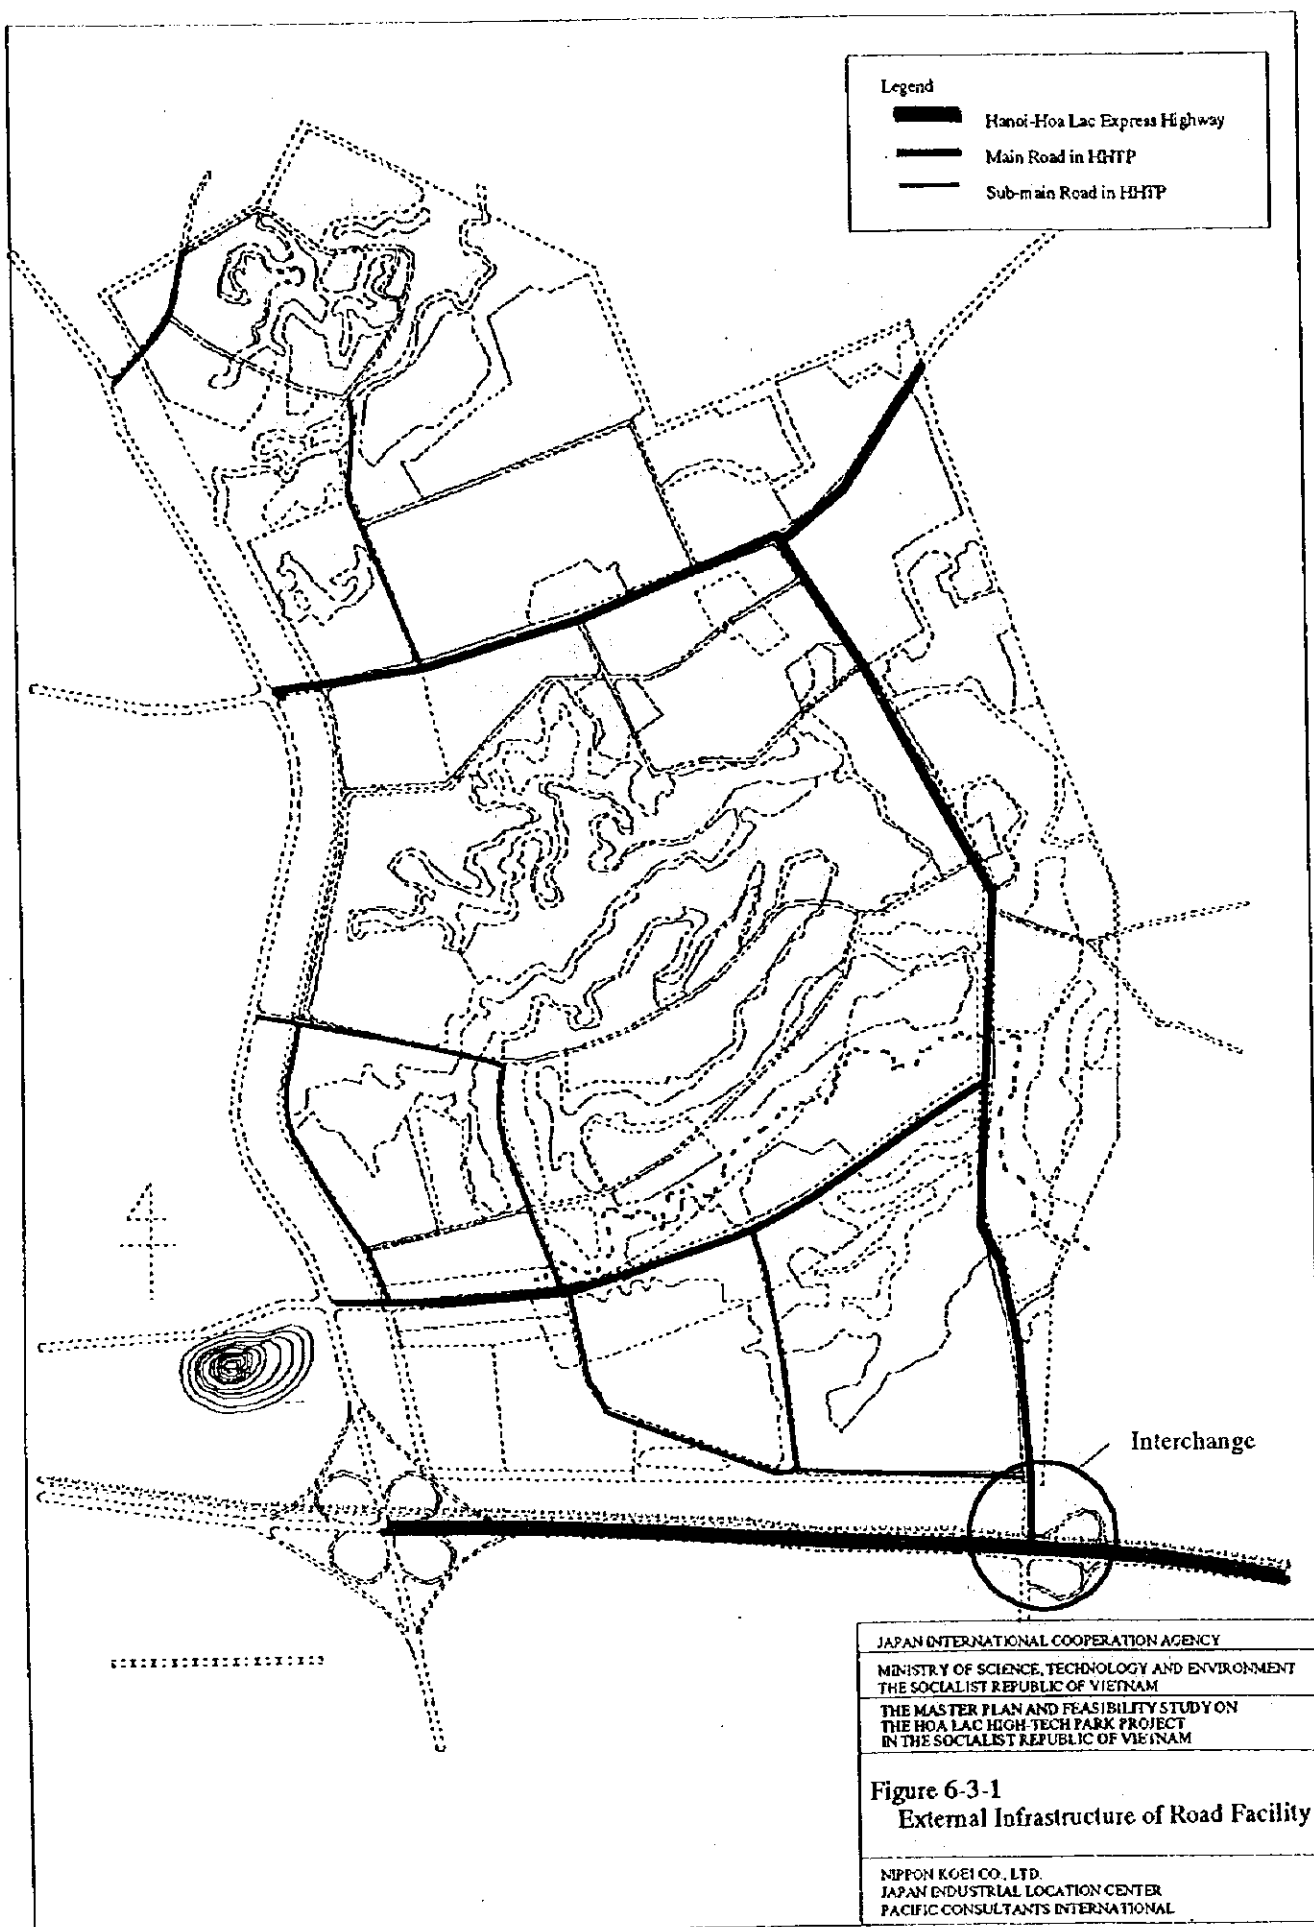 Legend
Hanoi-Hoa Lac Express Highway
Main Road in HHTP
Sub-main Road in HHTP
Interchange
JAPAN INTERNATIONAL COOPERATION AGENCY
MINISTRY OF SCIENCE, TECHNOLOGY AND ENVIRONMENT
THE SOCIALIST REPUBLIC OF VIETNAM
THE MASTER PLAN AND FEASIBILITY STUDY ON
THE HOA LAC HIGH-TECH PARK PROJECT
IN THE SOCIALIST REPUBLIC OF VIETNAM
Figure 6-3-1
External Infrastructure of Road Facility
NIPPON KOEI CO., LTD.
JAPAN INDUSTRIAL LOCATION CENTER
PACIFIC CONSULTANTS INTERNATIONAL